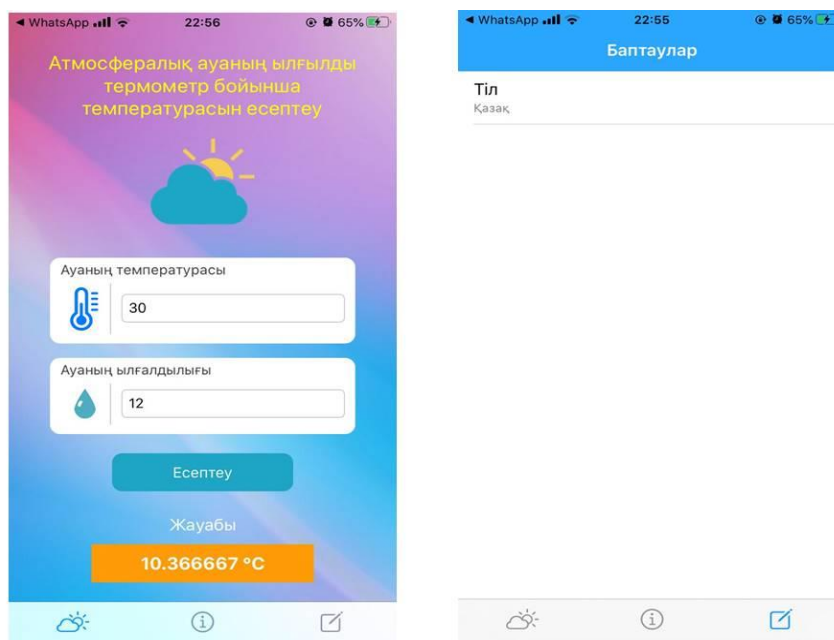 WhatsApp 22:56 65%
Атмосфералық ауаның ылғылды
термометр бойынша
температурасын есептеу
Ауаның температурасы
30
Ауаның ылғалдылығы
12
Есептеу
Жауабы
10.366667 °C
WhatsApp 22:55 65%
Баптаулар
Тіл
Қазақ